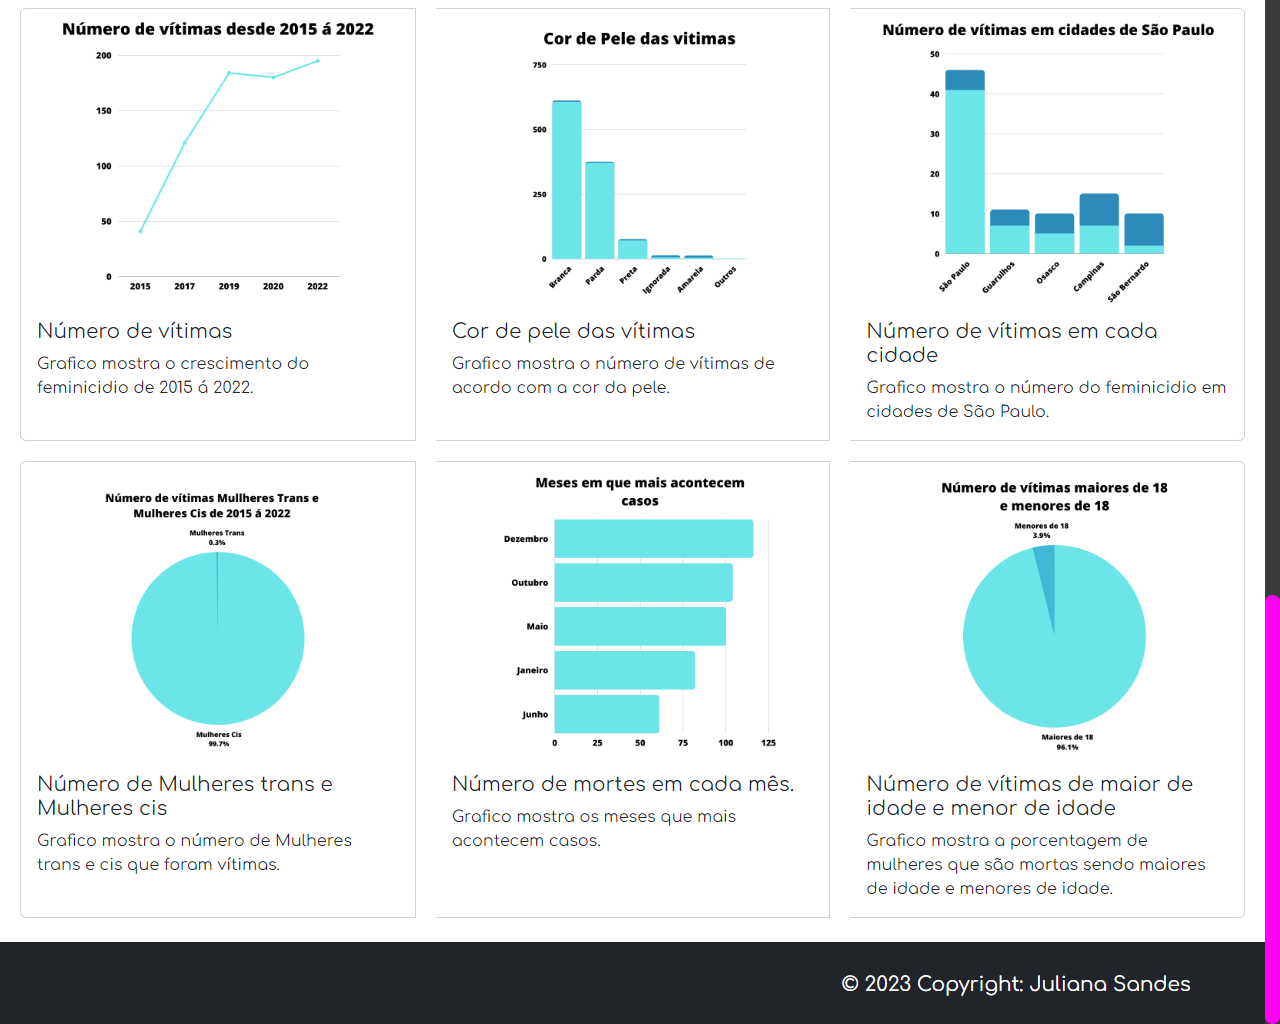 Número de vítimas desde 2015 á 2022
200
150
100
50
0
2015 2017 2019 2020 2022
Número de vítimas
Grafico mostra o crescimento do
feminicidio de 2015 á 2022.
Cor de Pele das vitimas
750
500
250
0
Branca Parda Preta Ignorada Amarela Outros
Cor de pele das vítimas
Grafico mostra o número de vítimas de
acordo com a cor da pele.
Número de vítimas em cidades de São Paulo
50
40
30
20
10
0
São Paulo Guarulhos Osasco Campinas São Bernardo
Número de vítimas em cada
cidade
Grafico mostra o número do feminicidio em
cidades de São Paulo.
Número de vítimas Mullheres Trans e
Mulheres Cis de 2015 á 2022
Mulheres Trans
0.3%
Mulheres Cis
99.7%
Número de Mulheres trans e
Mulheres cis
Grafico mostra o número de Mulheres
trans e cis que foram vítimas.
Meses em que mais acontecem
casos
Dezembro
Outubro
Maio
Janeiro
Junho
0 25 50 75 100 125
Número de mortes em cada mês.
Grafico mostra os meses que mais
acontecem casos.
Número de vítimas maiores de 18
e menores de 18
Menores de 18
3.9%
Maiores de 18
96.1%
Número de vítimas de maior de
idade e menor de idade
Grafico mostra a porcentagem de
mulheres que são mortas sendo maiores
de idade e menores de idade.
© 2023 Copyright: Juliana Sandes